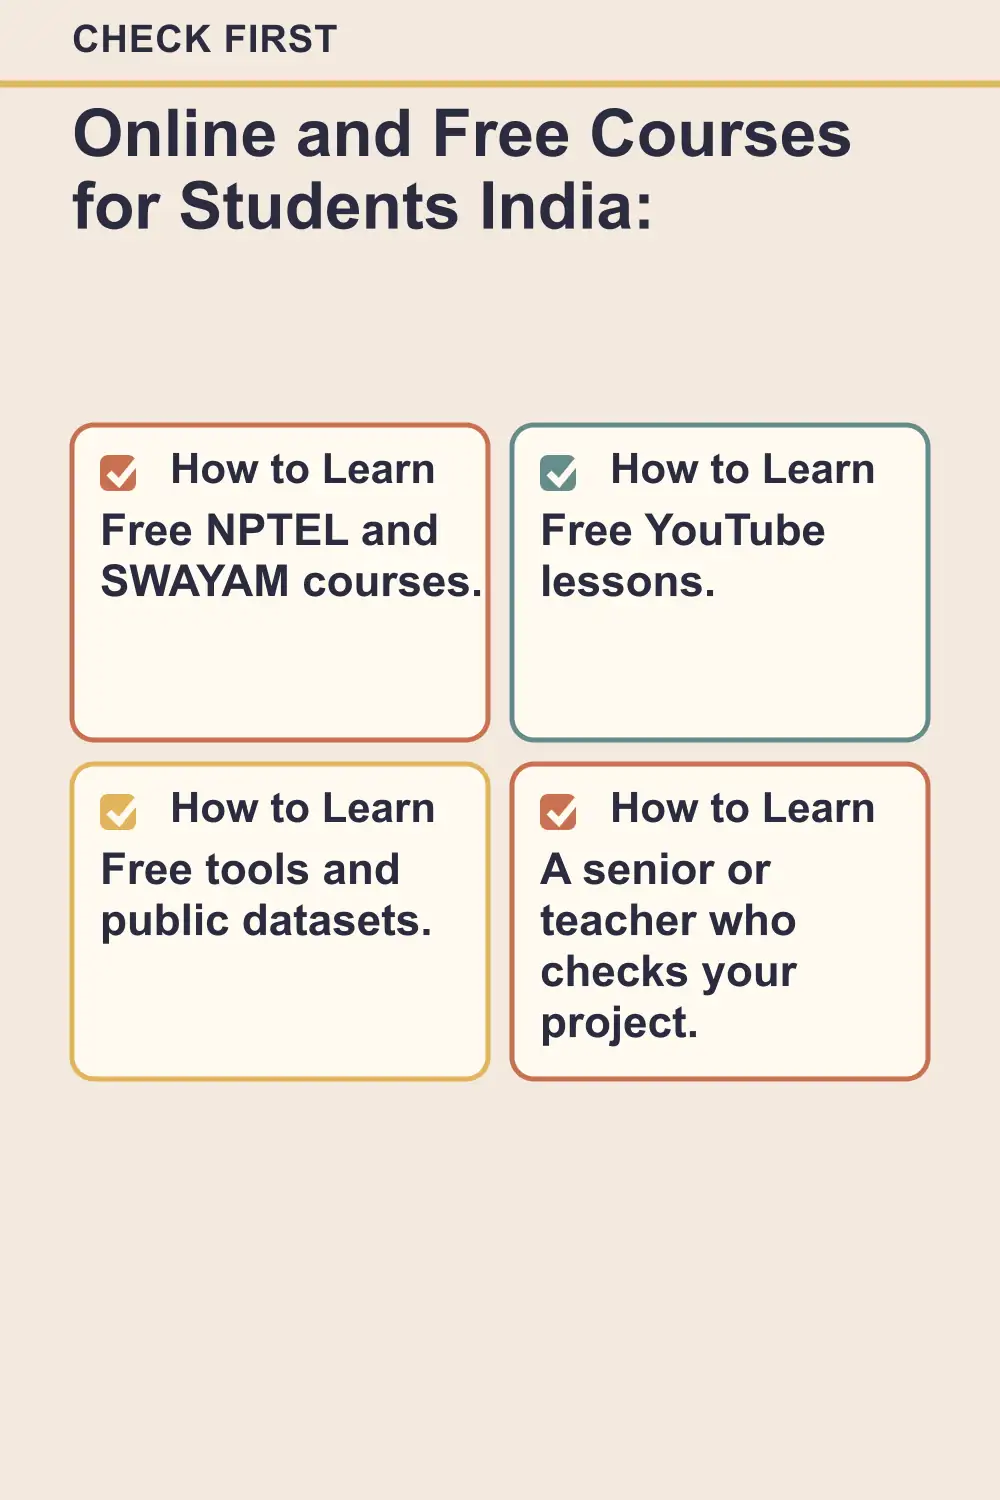 CHECK FIRST
Online and Free Courses
for Students India:
How to Learn
Free NPTEL and
SWAYAM courses.
How to Learn
Free YouTube
lessons.
How to Learn
Free tools and
public datasets.
How to Learn
A senior or
teacher who
checks your
project.